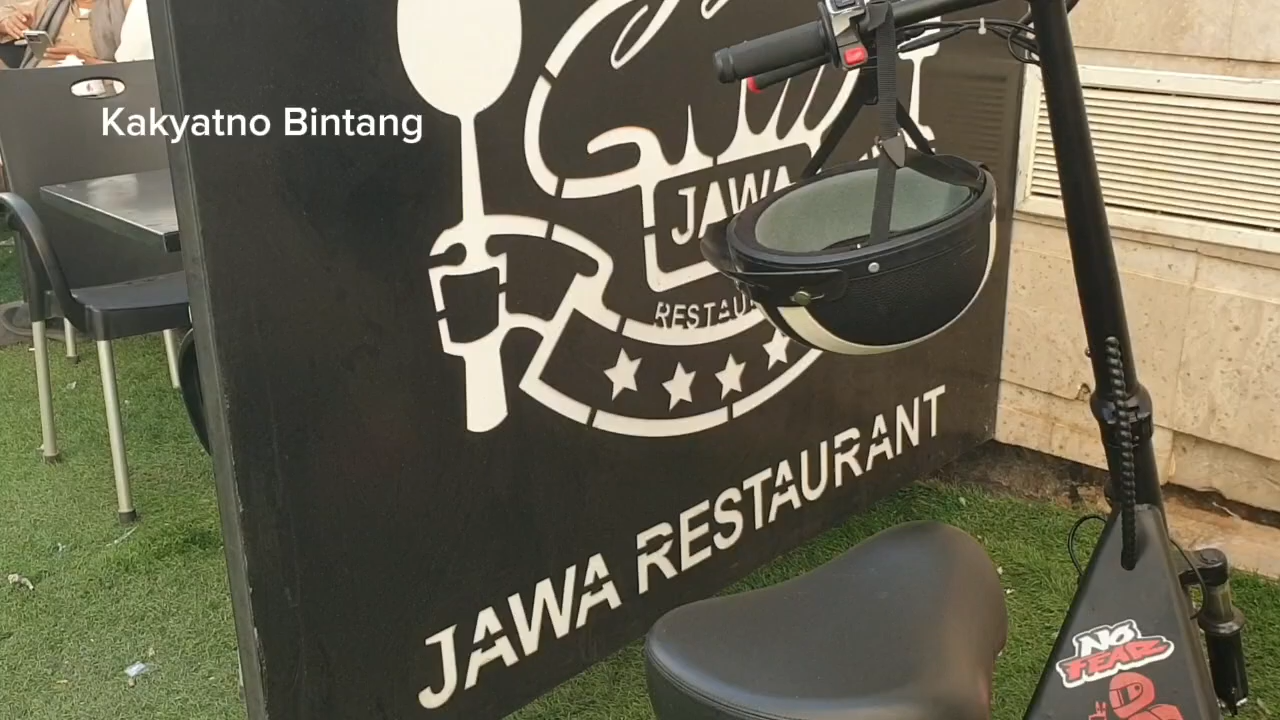 Kakyatno Bintang
JAWA
RESTAU
JAWA RESTAURANT
NO
FEAR